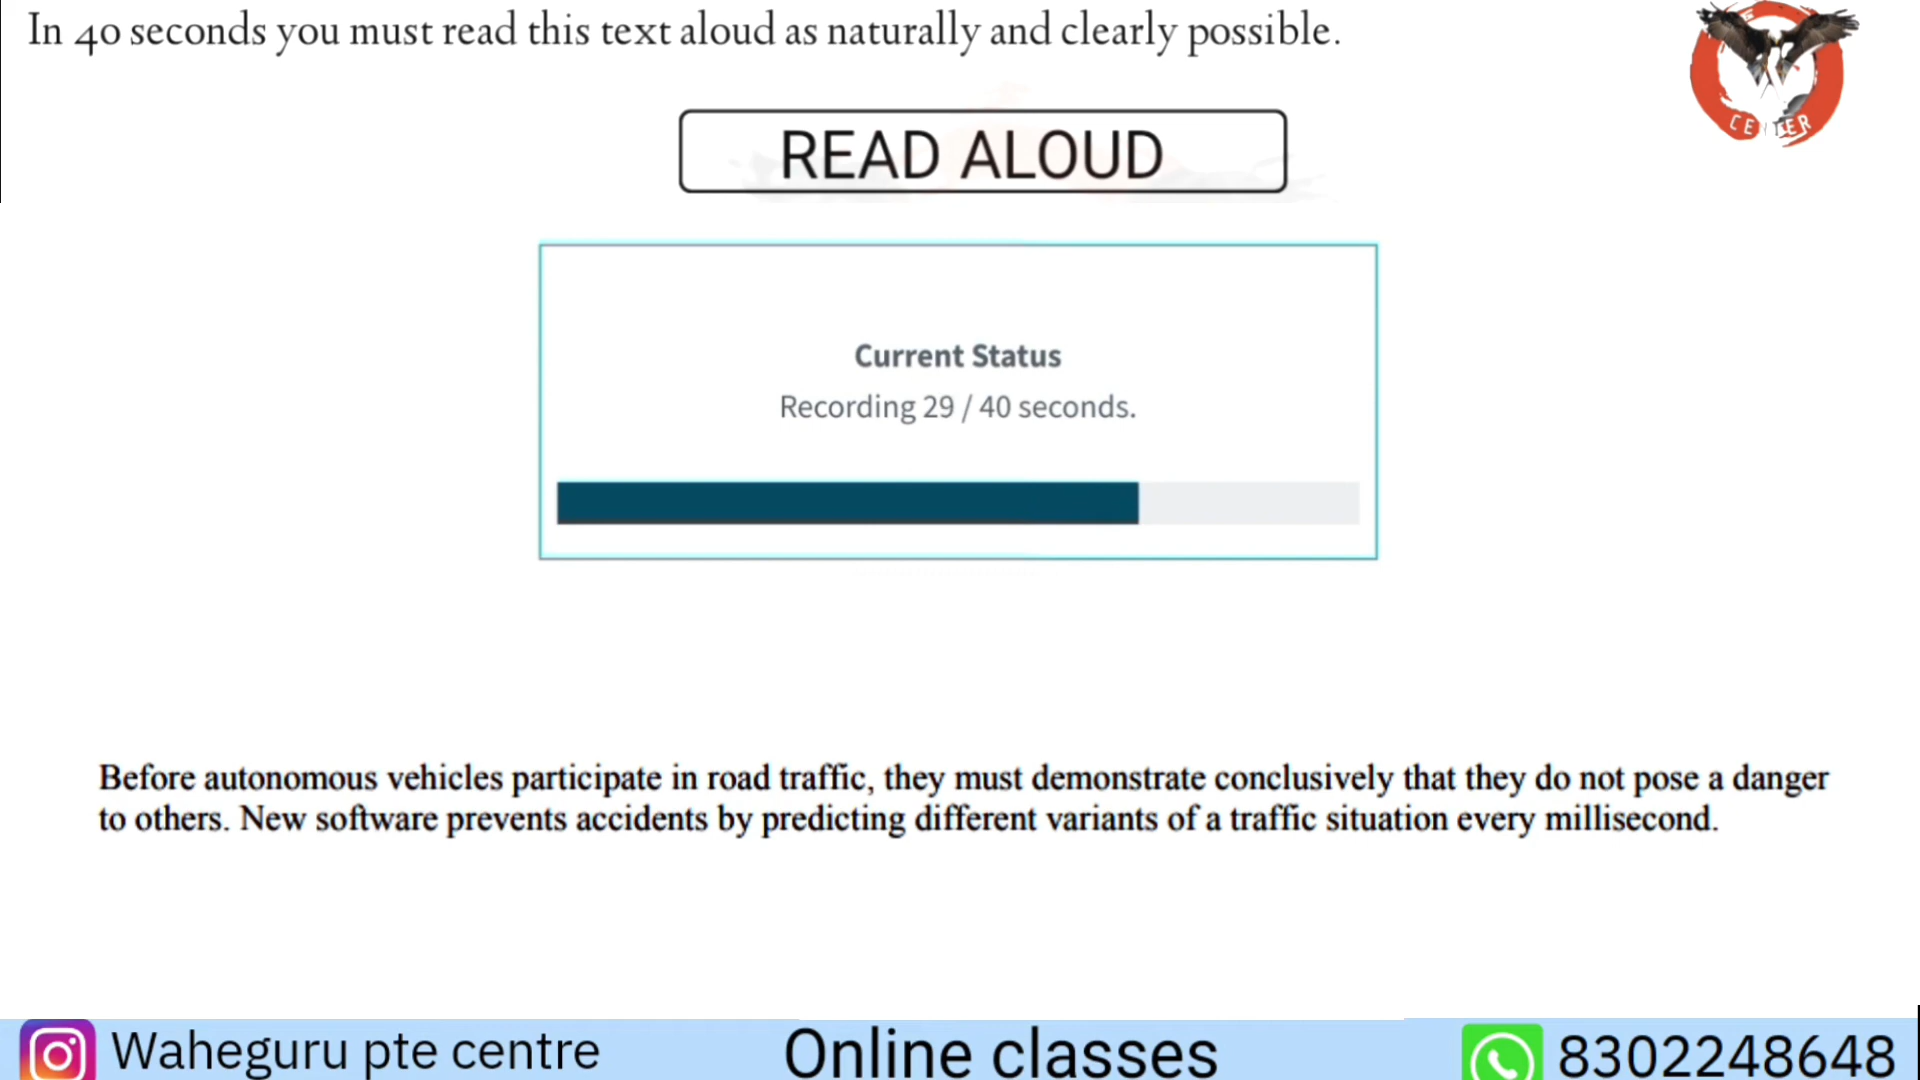 In 40 seconds you must read this text aloud as naturally and clearly possible.
READ ALOUD
Current Status
Recording 29 / 40 seconds.
Before autonomous vehicles participate in road traffic, they must demonstrate conclusively that they do not pose a danger
to others. New software prevents accidents by predicting different variants of a traffic situation every millisecond.
Waheguru pte centre
Online classes
8302248648